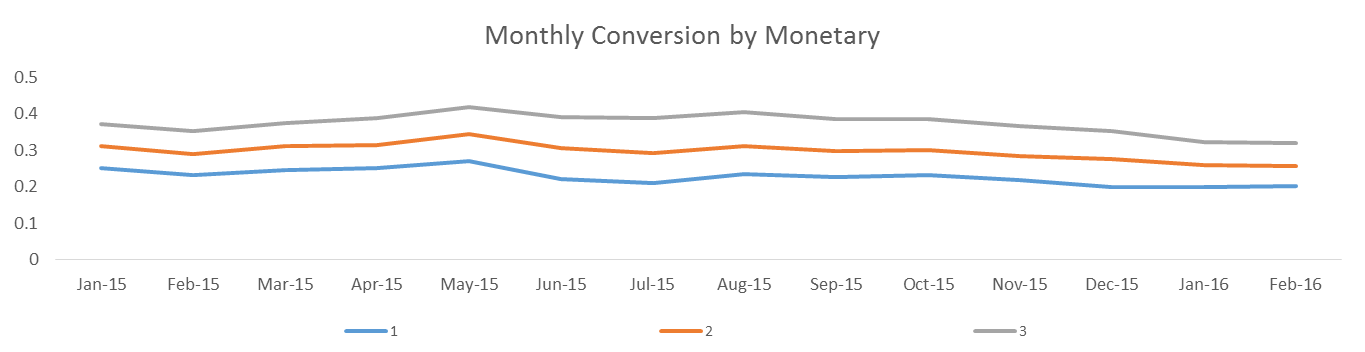 Monthly Conversion by Monetary
0.5
0.4
0.3
0.2
0.1
0
Jan-15 Feb-15 Mar-15 Apr-15 May-15 Jun-15 Jul-15 Aug-15 Sep-15 Oct-15 Nov-15 Dec-15 Jan-16 Feb-16
1 2 3